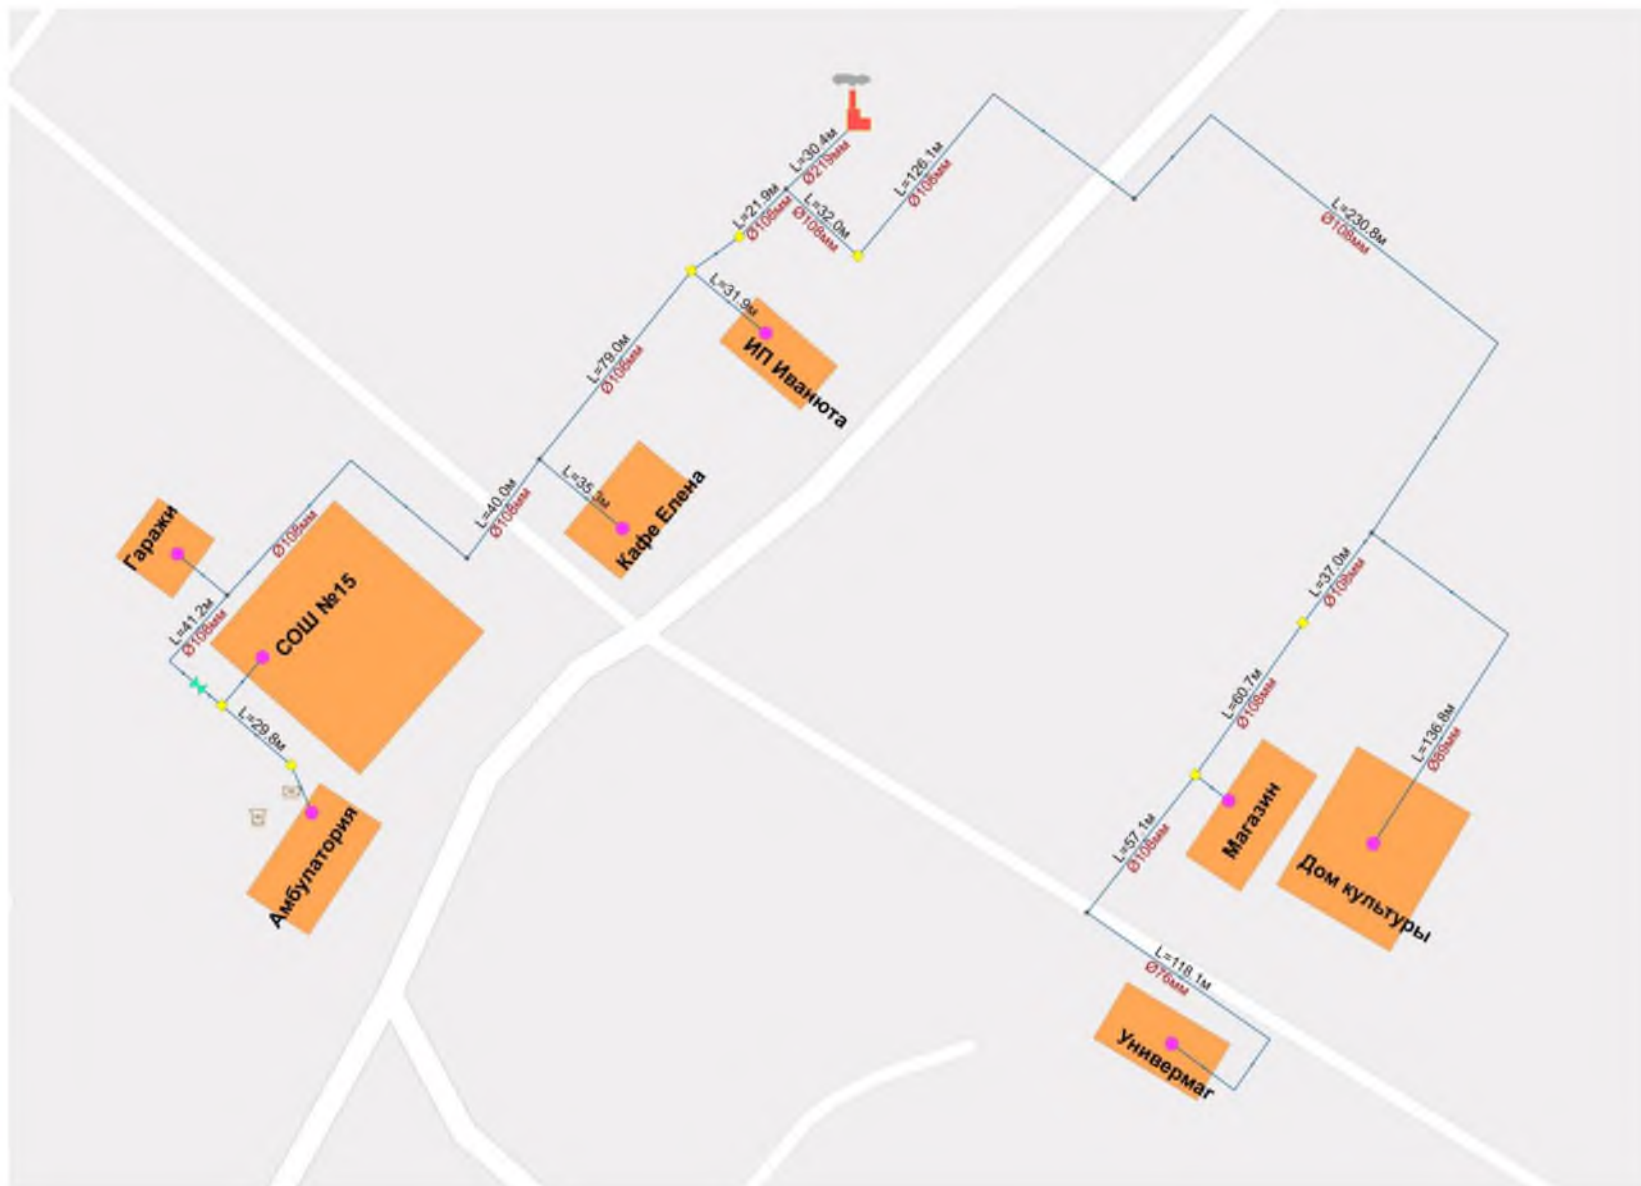 L=30.4м
Ø219мм
L=21.9м
Ø108мм
L=32.0м
Ø108мм
L=126.1м
Ø108мм
L=230.8м
Ø108мм
L=31.9м
ИП Иванюта
L=79.0м
Ø108мм
L=35.3м
Кафе Елена
L=40.0м
Ø108мм
Ø108мм
Гаражи
СОШ №15
L=41.2м
Ø108мм
L=29.8м
Амбулатория
L=37.0м
Ø108мм
L=60.7м
Ø108мм
L=136.8м
Ø89мм
Магазин
Дом культуры
L=57.1м
Ø108мм
L=118.1м
Ø76мм
Универмаг